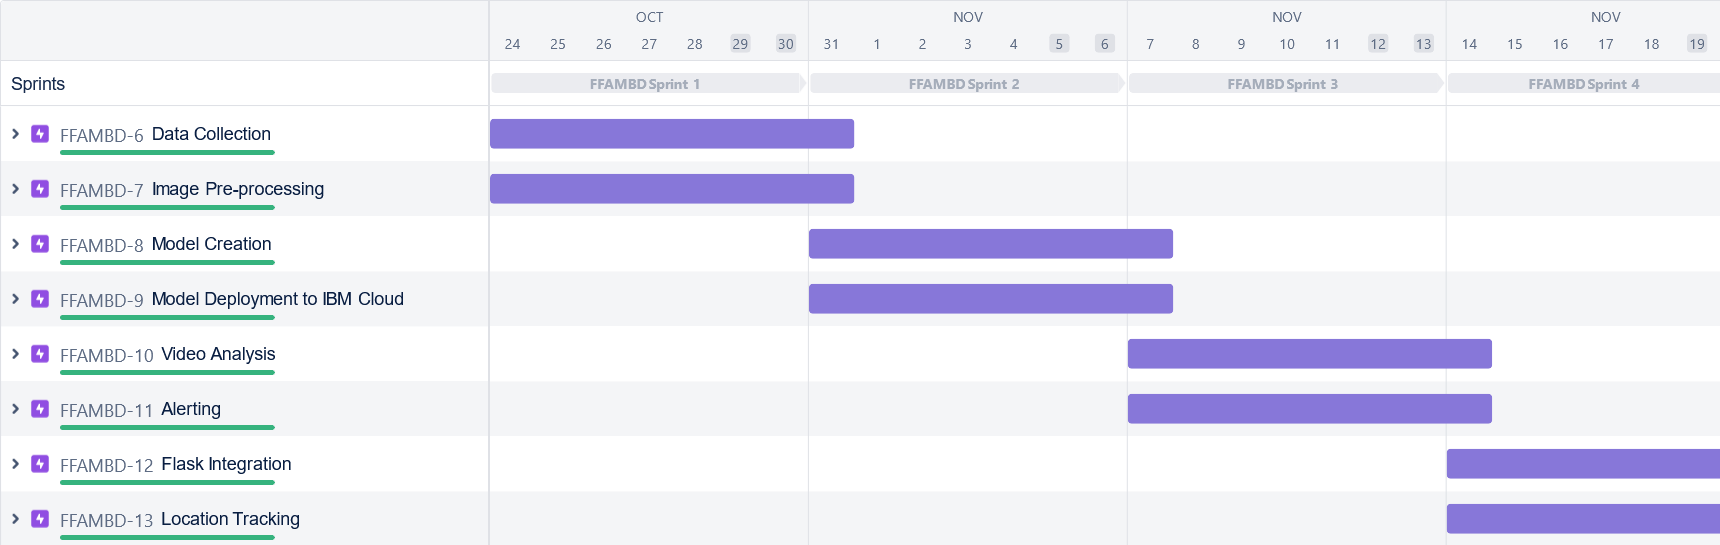 OCT NOV NOV NOV
24 25 26 27 28 29 30 31 1 2 3 4 5 6 7 8 9 10 11 12 13 14 15 16 17 18 19
Sprints FFAMBD Sprint 1 FFAMBD Sprint 2 FFAMBD Sprint 3 FFAMBD Sprint 4
FFAMBD-6 Data Collection
FFAMBD-7 Image Pre-processing
FFAMBD-8 Model Creation
FFAMBD-9 Model Deployment to IBM Cloud
FFAMBD-10 Video Analysis
FFAMBD-11 Alerting
FFAMBD-12 Flask Integration
FFAMBD-13 Location Tracking